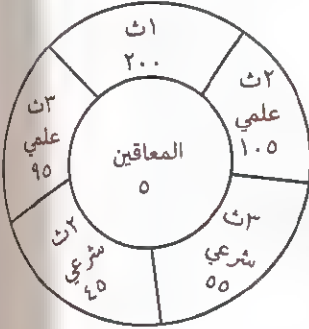 ١ث
٢٠٠
٢ث
علمي
١٠٥
٣ث
شرعي
٥٥
٢ث
شرعي
٤٥
٣ث
علمي
٩٥
المعاقين
٥